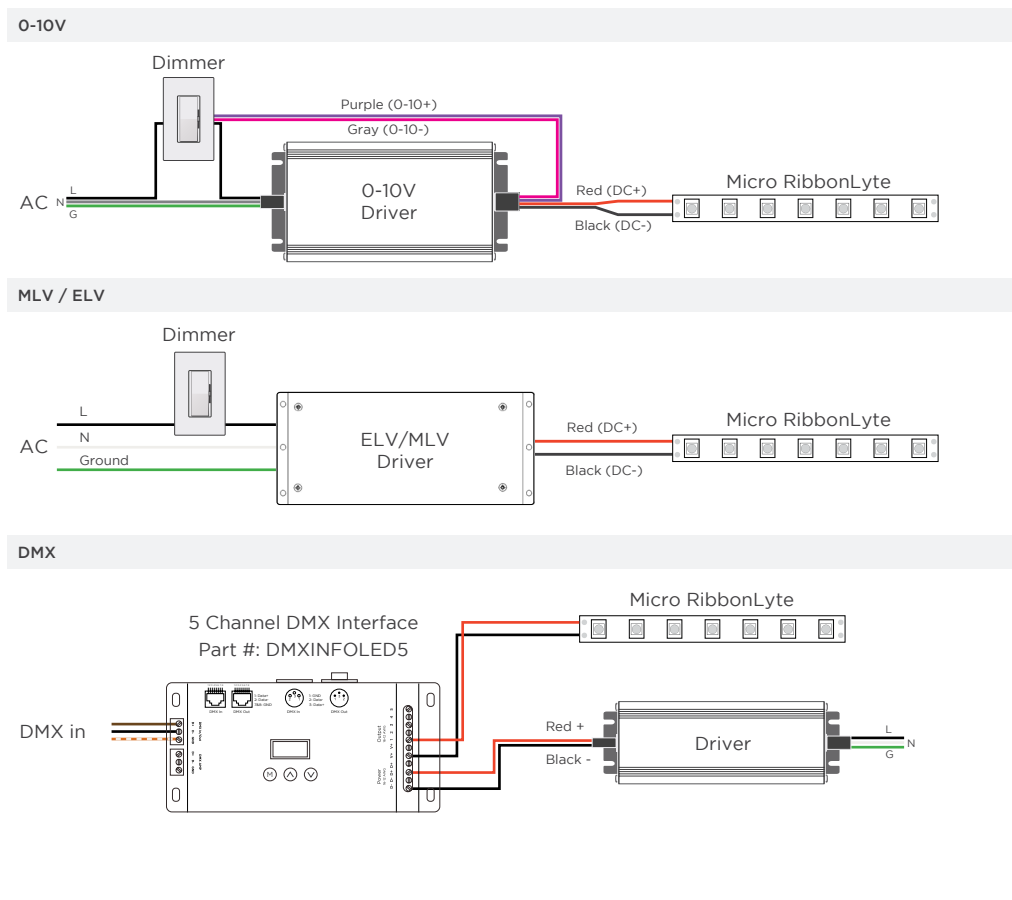 0-10V
Dimmer
Purple (0-10+)
Gray (0-10-)
AC
L
N
G
0-10V
Driver
Red (DC+)
Black (DC-)
Micro RibbonLyte
MLV / ELV
Dimmer
AC
L
N
Ground
ELV/MLV
Driver
Red (DC+)
Black (DC-)
Micro RibbonLyte
DMX
Micro RibbonLyte
5 Channel DMX Interface
Part #: DMXINFOLED5
DMX in
DMX In
DMX Out
DMX In
DMX Out
Output
Power
M
Red +
Black -
Driver
L
N
G